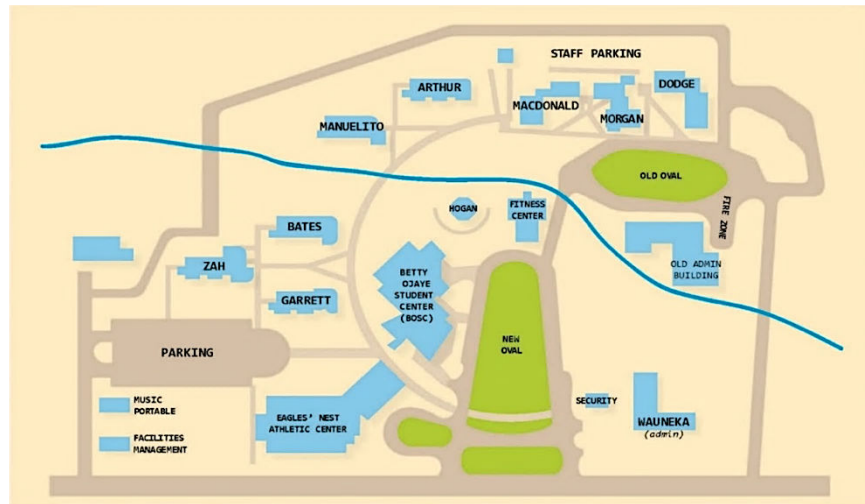 STAFF PARKING
ARTHUR
DODGE
MACDONALD
MORGAN
MANUELITO
OLD OVAL
FIRE ZONE
HOGAN
FITNESS
CENTER
BATES
ZAH
GARRETT
BETTY
OJAYE
STUDENT
CENTER
(BOSC)
OLD ADMIN
BUILDING
NEW
OVAL
PARKING
MUSIC
PORTABLE
FACILITIES
MANAGEMENT
EAGLES' NEST
ATHLETIC CENTER
SECURITY
WAUNEKA
(admin)